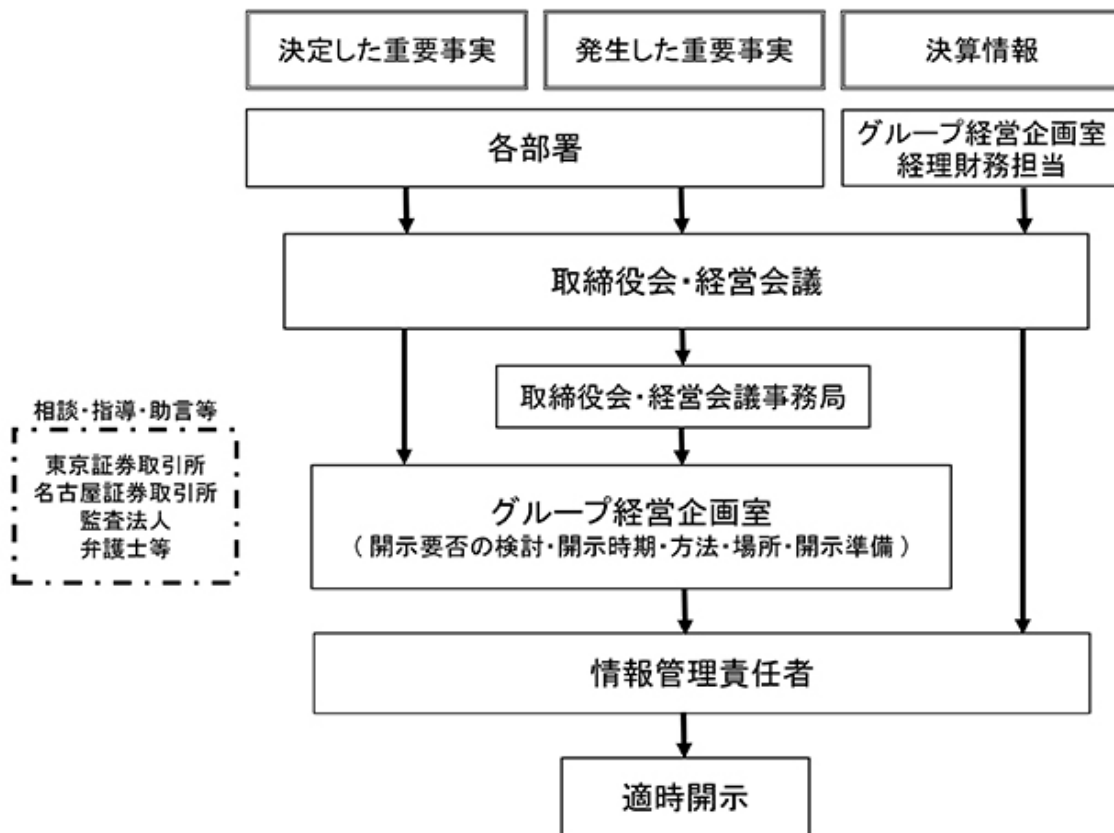 決定した重要事実
発生した重要事実
決算情報
各部署
グループ経営企画室
経理財務担当
取締役会・経営会議
取締役会・経営会議事務局
相談・指導・助言等
東京証券取引所
名古屋証券取引所
監査法人
弁護士等
グループ経営企画室
（開示要否の検討・開示時期・方法・場所・開示準備）
情報管理責任者
適時開示